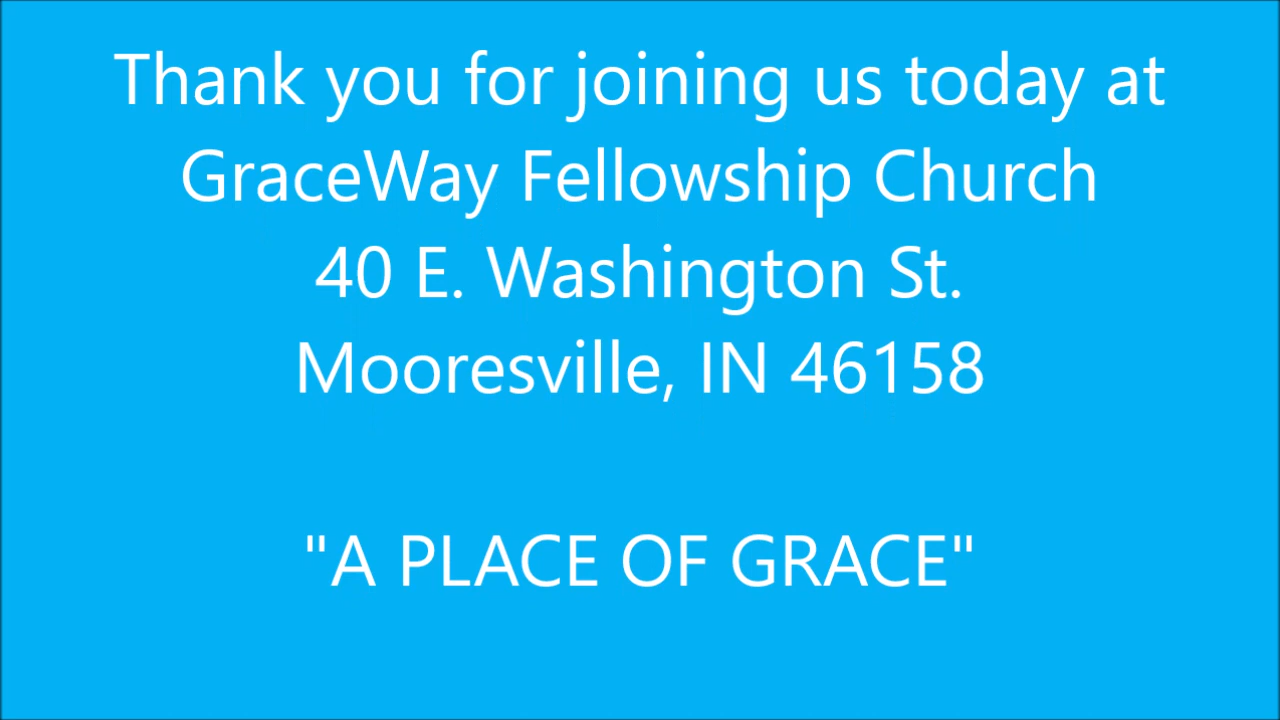 Thank you for joining us today at
GraceWay Fellowship Church
40 E. Washington St.
Mooresville, IN 46158
"A PLACE OF GRACE"